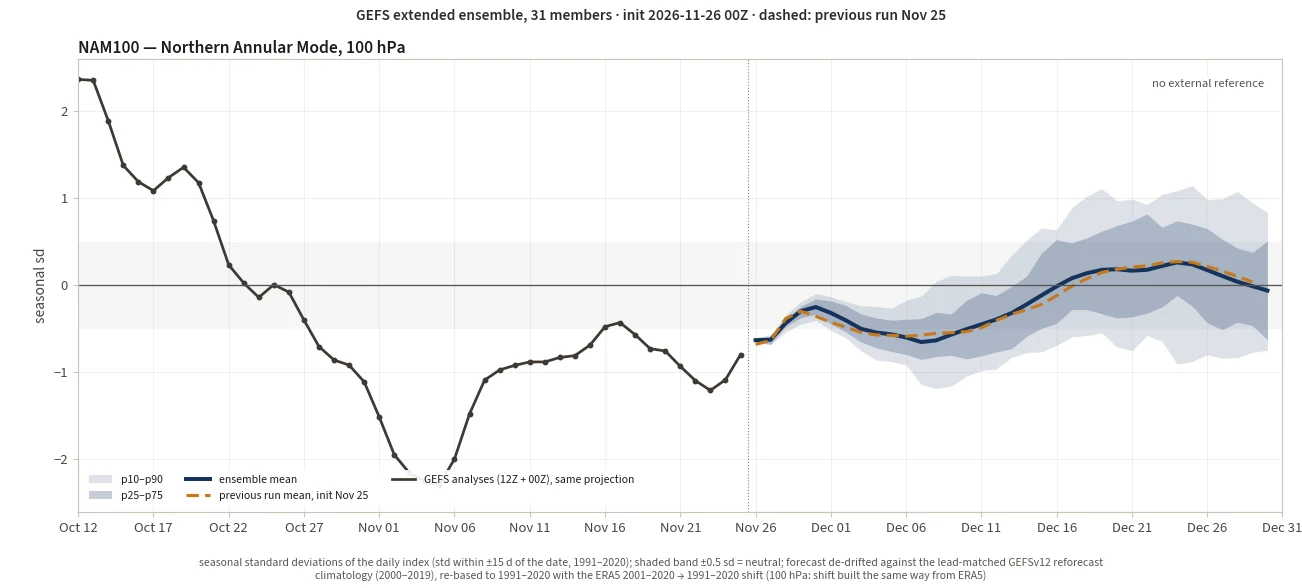 GEFS extended ensemble, 31 members · init 2026-11-26 00Z · dashed: previous run Nov 25
NAM100 — Northern Annular Mode, 100 hPa
no external reference
seasonal sd
2
1
0
−1
−2
p10–p90
p25–p75
ensemble mean
previous run mean, init Nov 25
GEFS analyses (12Z + 00Z), same projection
Oct 12 Oct 17 Oct 22 Oct 27 Nov 01 Nov 06 Nov 11 Nov 16 Nov 21 Nov 26 Dec 01 Dec 06 Dec 11 Dec 16 Dec 21 Dec 26 Dec 31
seasonal standard deviations of the daily index (std within ±15 d of the date, 1991–2020); shaded band ±0.5 sd = neutral; forecast de-drifted against the lead-matched GEFSv12 reforecast
climatology (2000–2019), re-based to 1991–2020 with the ERA5 2001–2020 → 1991–2020 shift (100 hPa: shift built the same way from ERA5)